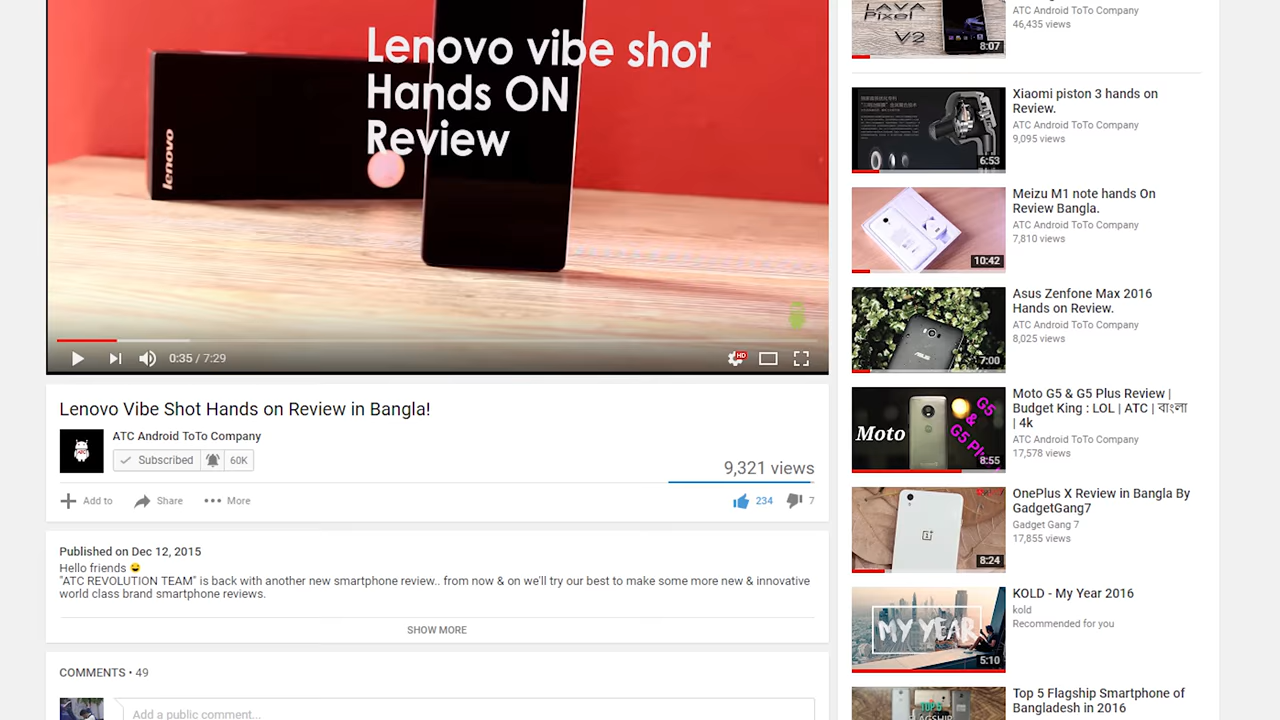 Lenovo vibe shot
Hands ON
Review
lenovo
0:35 / 7:29
HD
Lenovo Vibe Shot Hands on Review in Bangla!
ATC Android ToTo Company
Subscribed 60K
9,321 views
Add to Share More
234 7
Published on Dec 12, 2015
Hello friends
"ATC REVOLUTION TEAM" is back with another new smartphone review.. from now & on we'll try our best to make some more new & innovative
world class brand smartphone reviews.
SHOW MORE
COMMENTS • 49
Add a public comment...
LAVA
Pixel
V2
8:07
ATC Android ToTo Company
46,435 views
6:53
Xiaomi piston 3 hands on
Review.
ATC Android ToTo Company
9,095 views
10:42
Meizu M1 note hands On
Review Bangla.
ATC Android ToTo Company
7,810 views
ASUS
7:00
Asus Zenfone Max 2016
Hands on Review.
ATC Android ToTo Company
8,025 views
Moto
G5
&
G5 Pl
8:55
Moto G5 & G5 Plus Review |
Budget King : LOL | ATC | বাংলা
| 4k
ATC Android ToTo Company
17,578 views
8:24
OnePlus X Review in Bangla By
GadgetGang7
Gadget Gang 7
17,855 views
MY YEAR
5:10
KOLD - My Year 2016
kold
Recommended for you
TOP 5
FLAGSHIP
Top 5 Flagship Smartphone of
Bangladesh in 2016